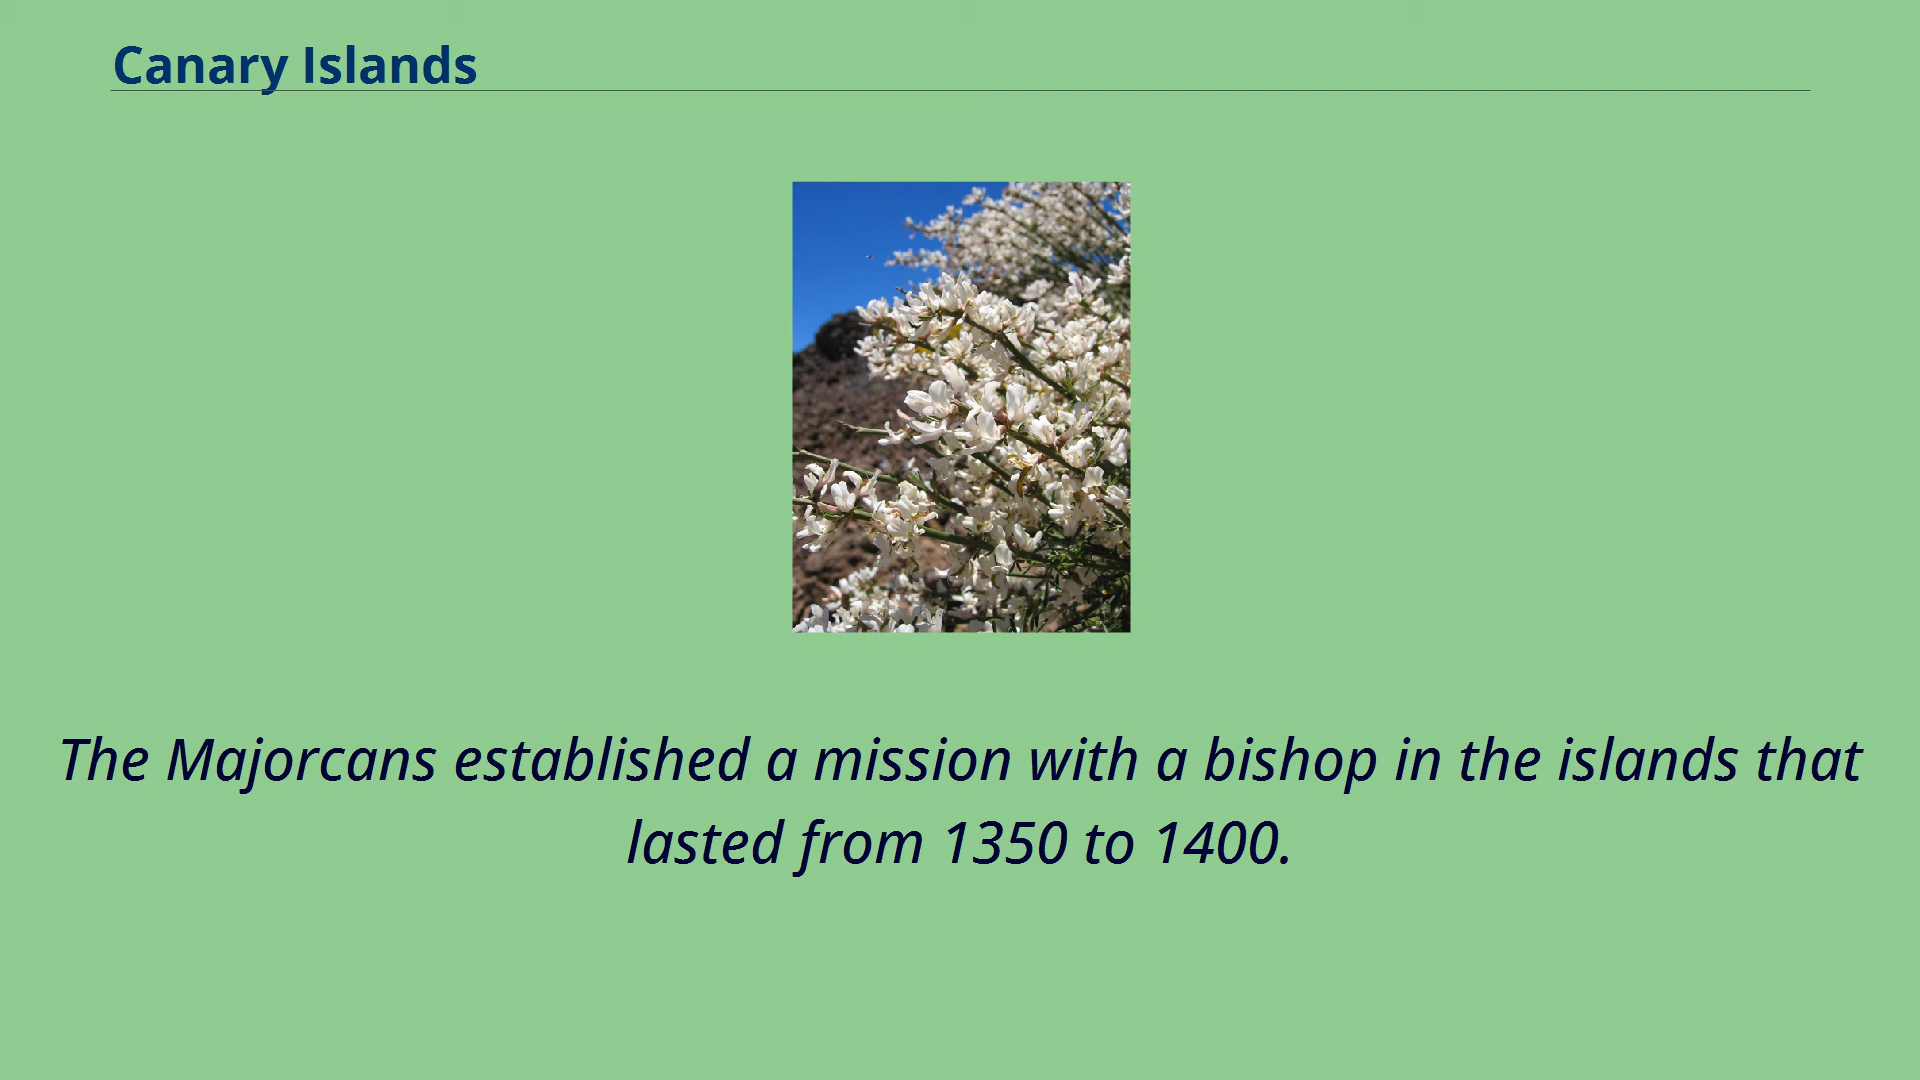 Canary Islands
The Majorcans established a mission with a bishop in the islands that
lasted from 1350 to 1400.